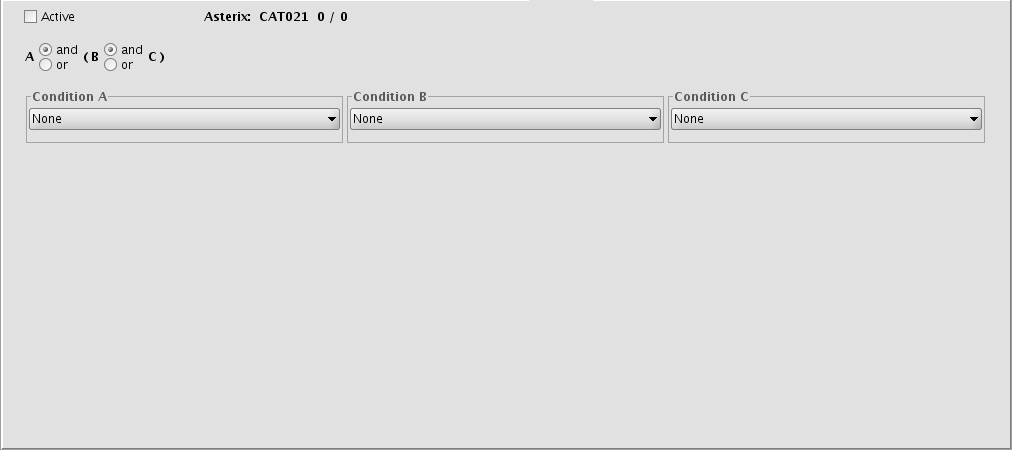 Active Asterix: CAT021 0 / 0
A and or ( B and or C )
Condition A Condition B Condition C
None None None